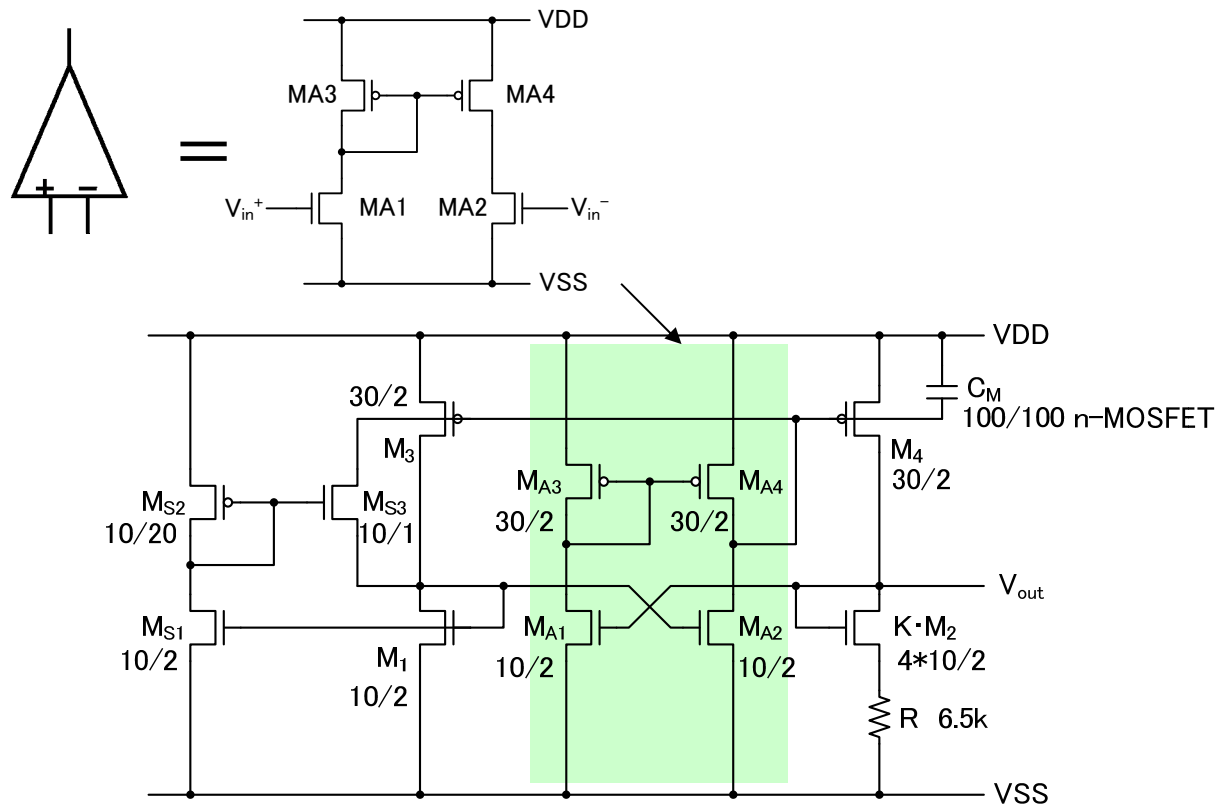 VDD
MA3
MA4
+ −
=
Vin+
MA1
MA2
Vin−
VSS
VDD
30/2
CM
100/100 n-MOSFET
M3
M4
30/2
MS2
10/20
MS3
10/1
MA3
30/2
MA4
30/2
Vout
MS1
10/2
M1
10/2
MA1
10/2
MA2
10/2
K·M2
4*10/2
R 6.5k
VSS